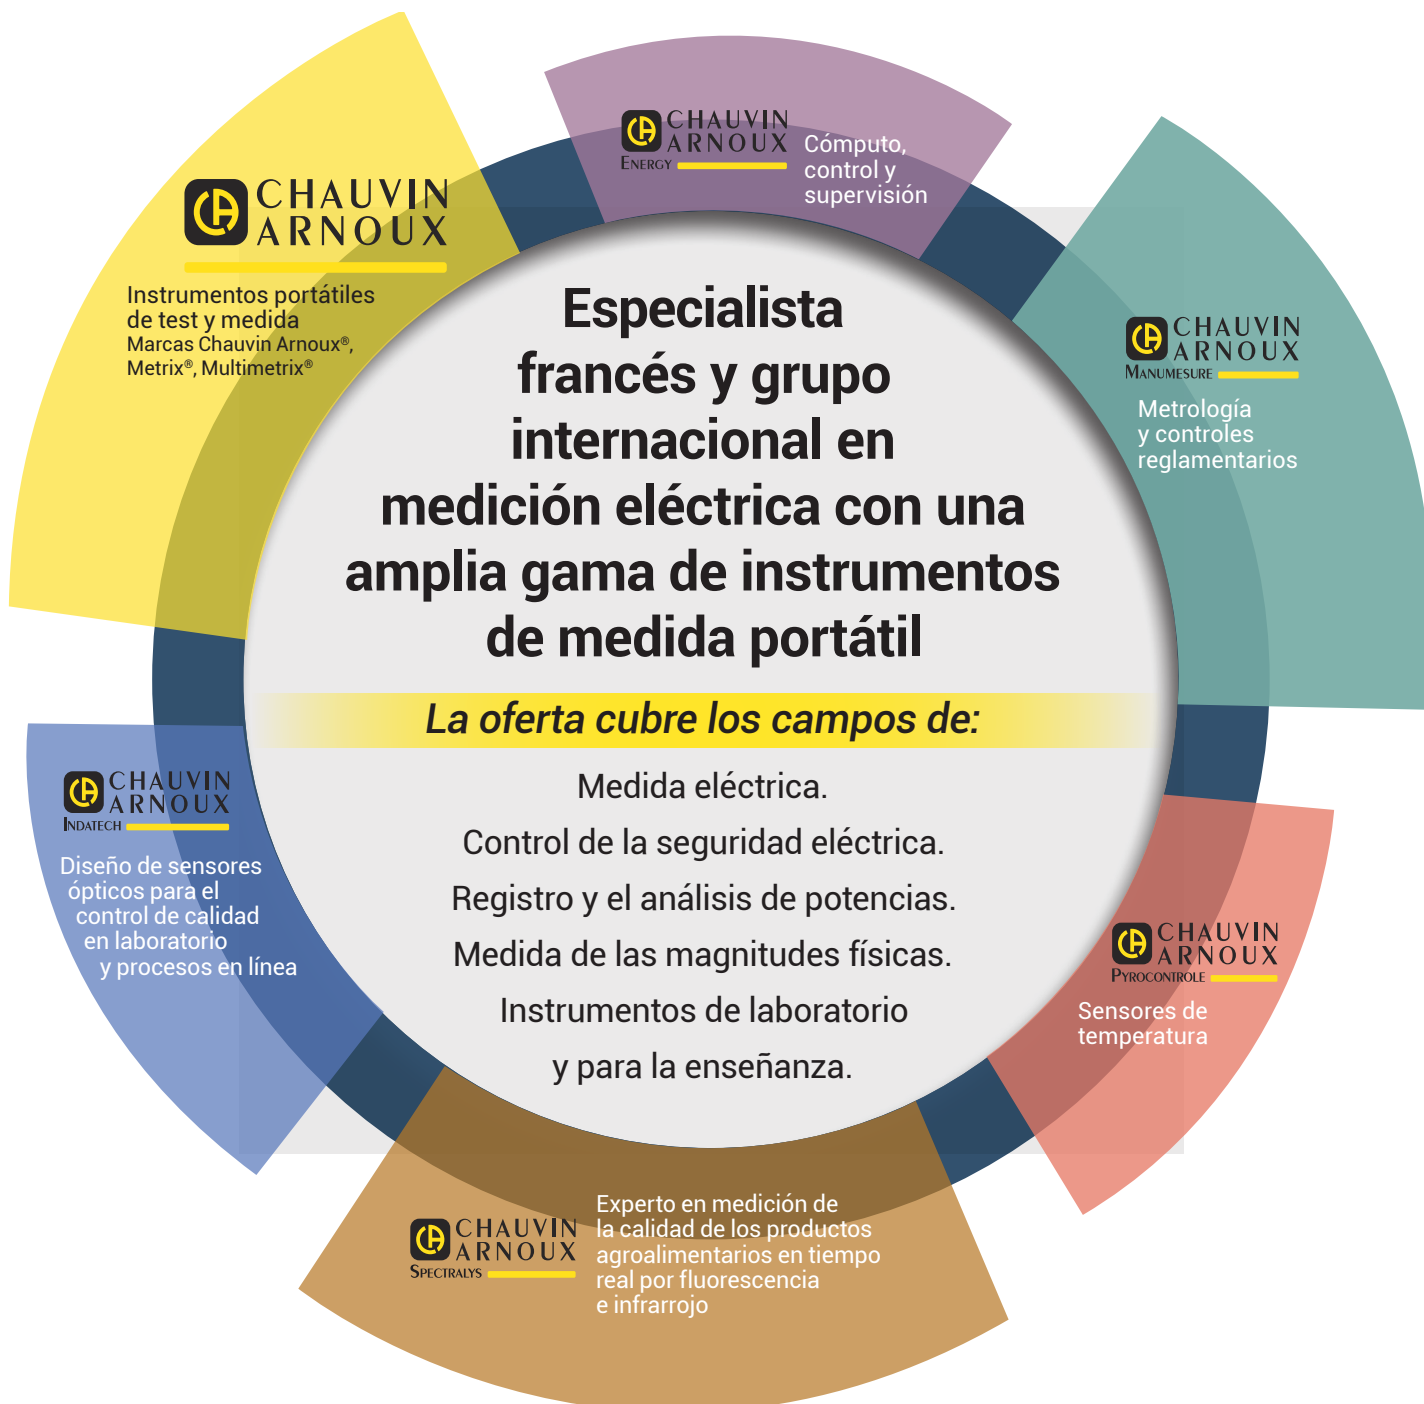 CHAUVIN
ARNOUX
Instrumentos portátiles
de test y medida
Marcas Chauvin Arnoux®,
Metrix®, Multimetrix®
CHAUVIN
ARNOUX
ENERGY
Cómputo,
control y
supervisión
CHAUVIN
ARNOUX
MANUMESURE
Metrología
y controles
reglamentarios
Especialista
francés y grupo
internacional en
medición eléctrica con una
amplia gama de instrumentos
de medida portátil
La oferta cubre los campos de:
Medida eléctrica.
Control de la seguridad eléctrica.
Registro y el análisis de potencias.
Medida de las magnitudes físicas.
Instrumentos de laboratorio
y para la enseñanza.
CHAUVIN
ARNOUX
INDATECH
Diseño de sensores
ópticos para el
control de calidad
en laboratorio
y procesos en línea
CHAUVIN
ARNOUX
PYROCONTROLE
Sensores de
temperatura
CHAUVIN
ARNOUX
SPECTRALYS
Experto en medición de
la calidad de los productos
agroalimentarios en tiempo
real por fluorescencia
e infrarrojo